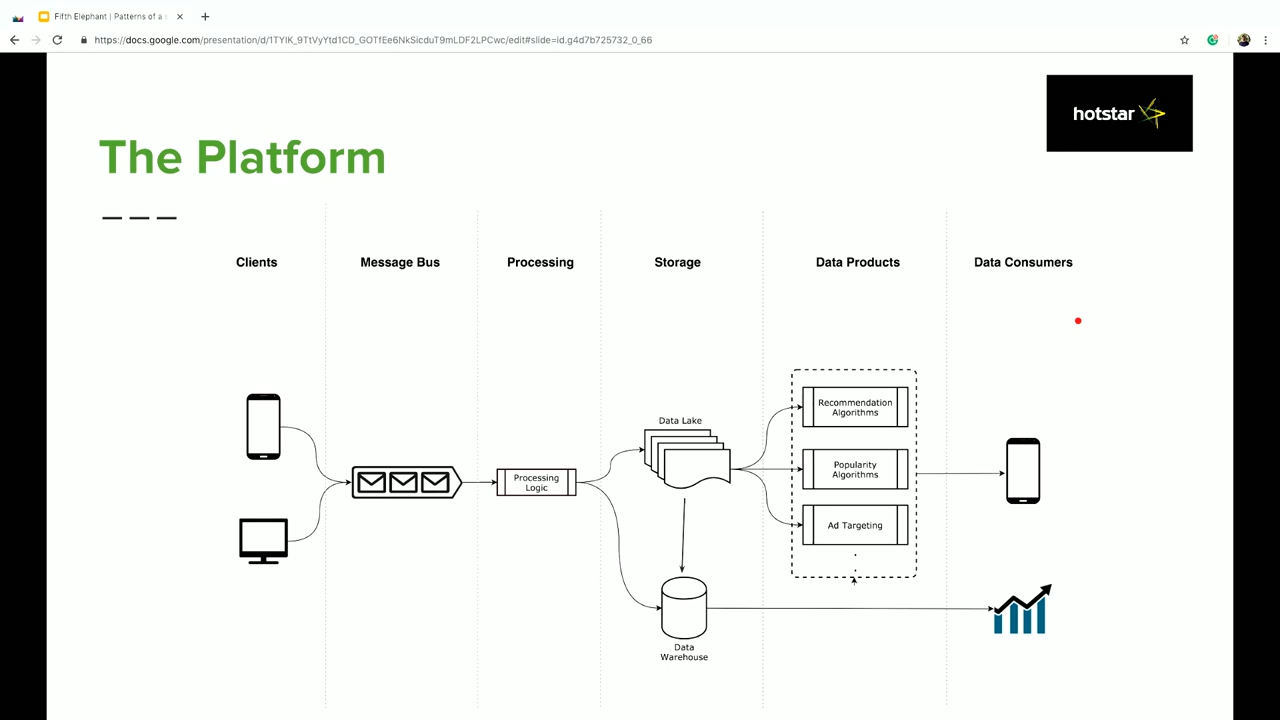 Fifth Elephant | Patterns of a
https://docs.google.com/presentation/d/1TYIK_9TtVyYtd1CD_GOTfEe6NkSicduT9mLDF2LPCwc/edit#slide=id.g4d7b725732_0_66
hotstar
The Platform
Clients
Message Bus
Processing
Storage
Data Products
Data Consumers
Data Lake
Processing
Logic
Recommendation
Algorithms
Popularity
Algorithms
Ad Targeting
Data
Warehouse